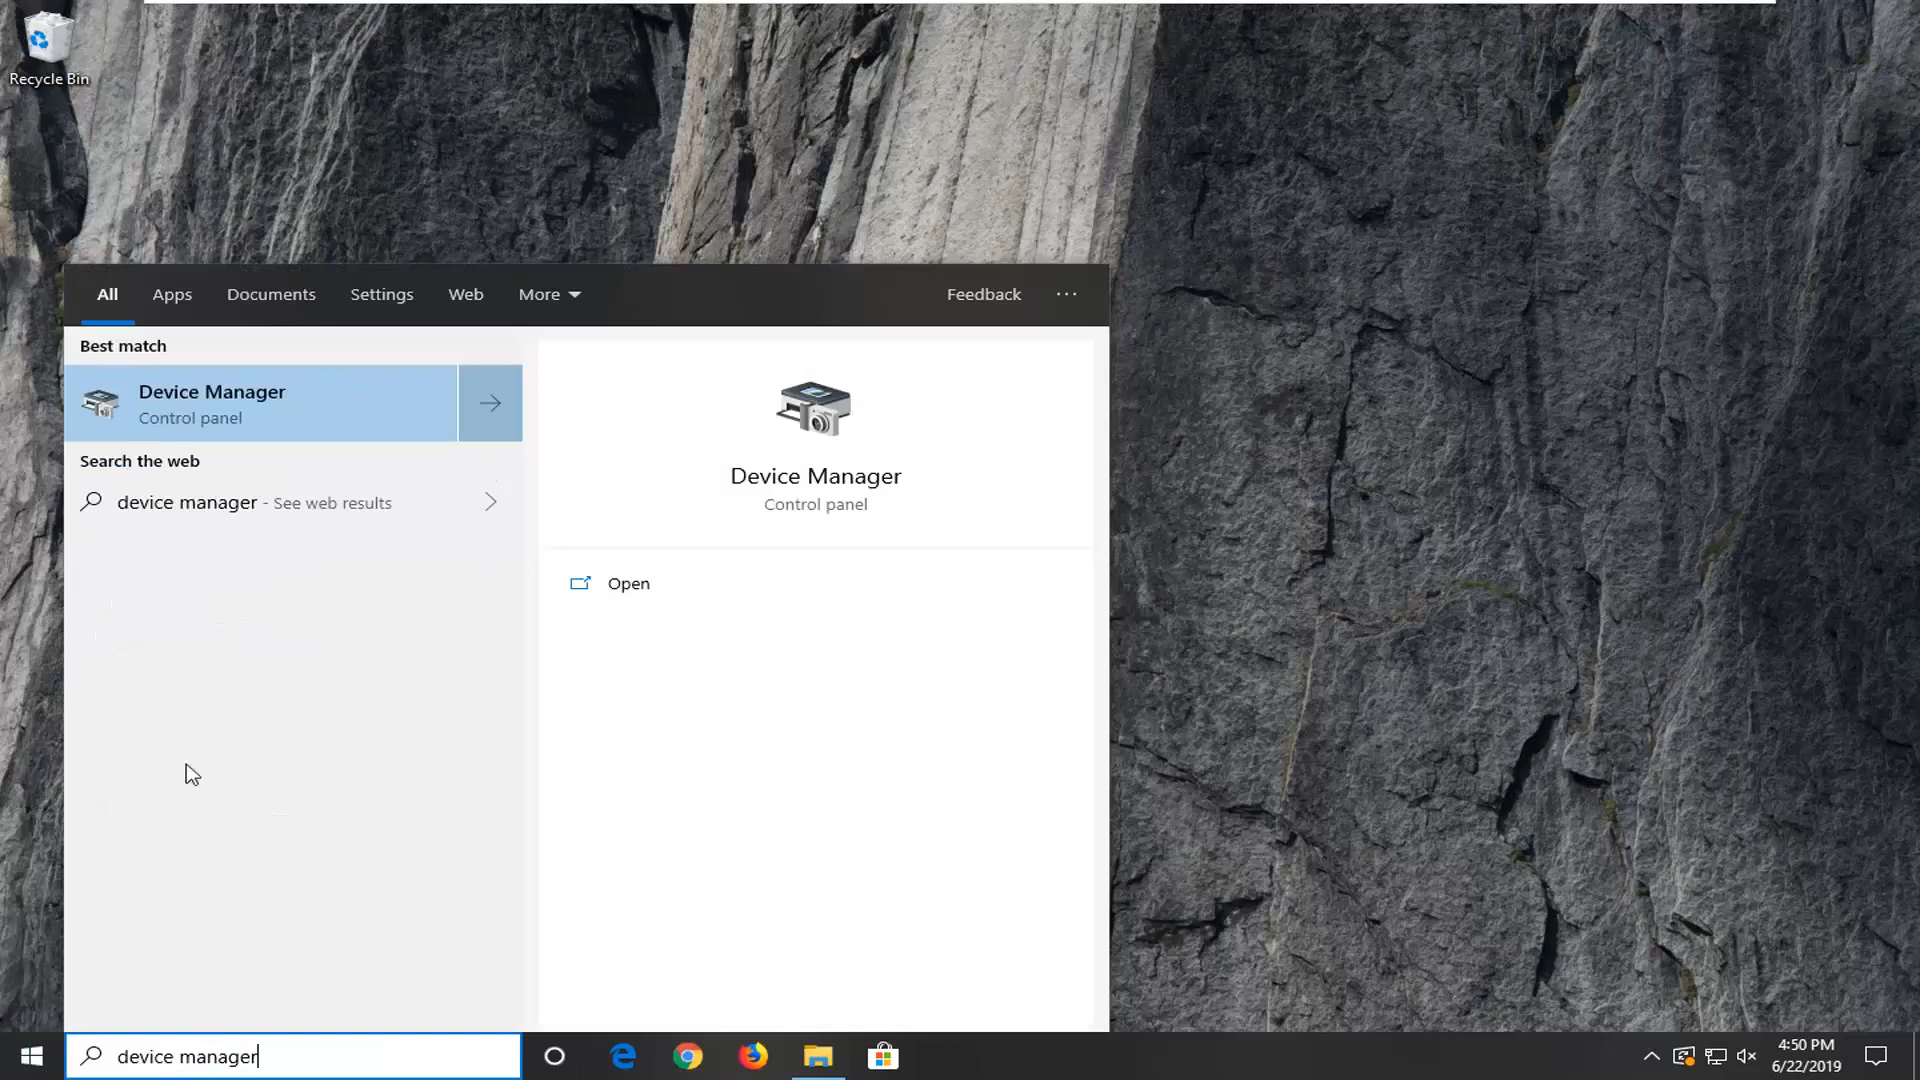 Recycle Bin
All Apps Documents Settings Web More Feedback ...
Best match
Device Manager
Control panel
Search the web
device manager - See web results
Device Manager
Control panel
Open
device manager
4:50 PM
6/22/2019